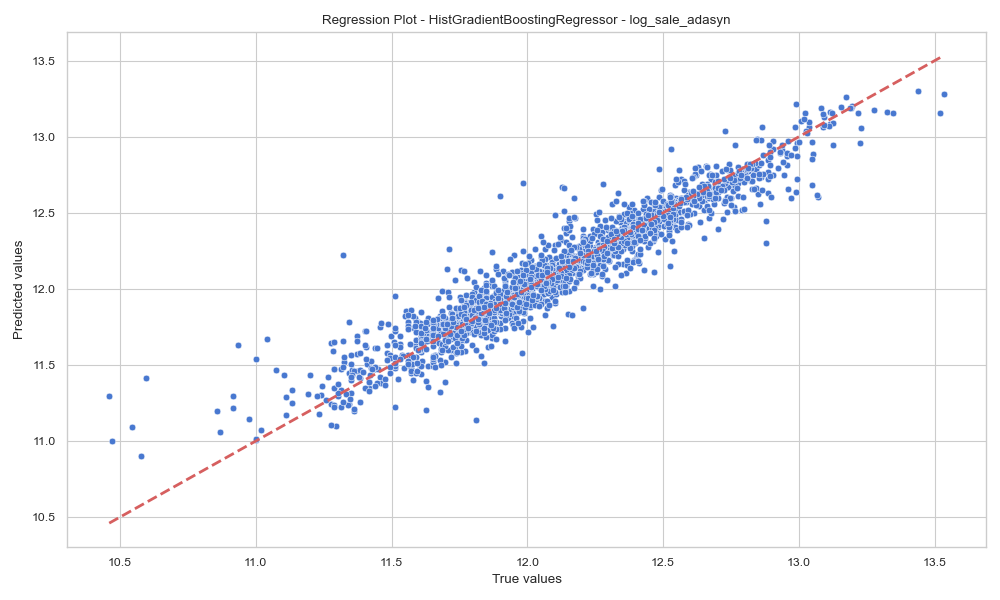 Regression Plot - HistGradientBoostingRegressor - log_sale_adasyn
Predicted values
13.5
13.0
12.5
12.0
11.5
11.0
10.5
10.5 11.0 11.5 12.0 12.5 13.0 13.5
True values